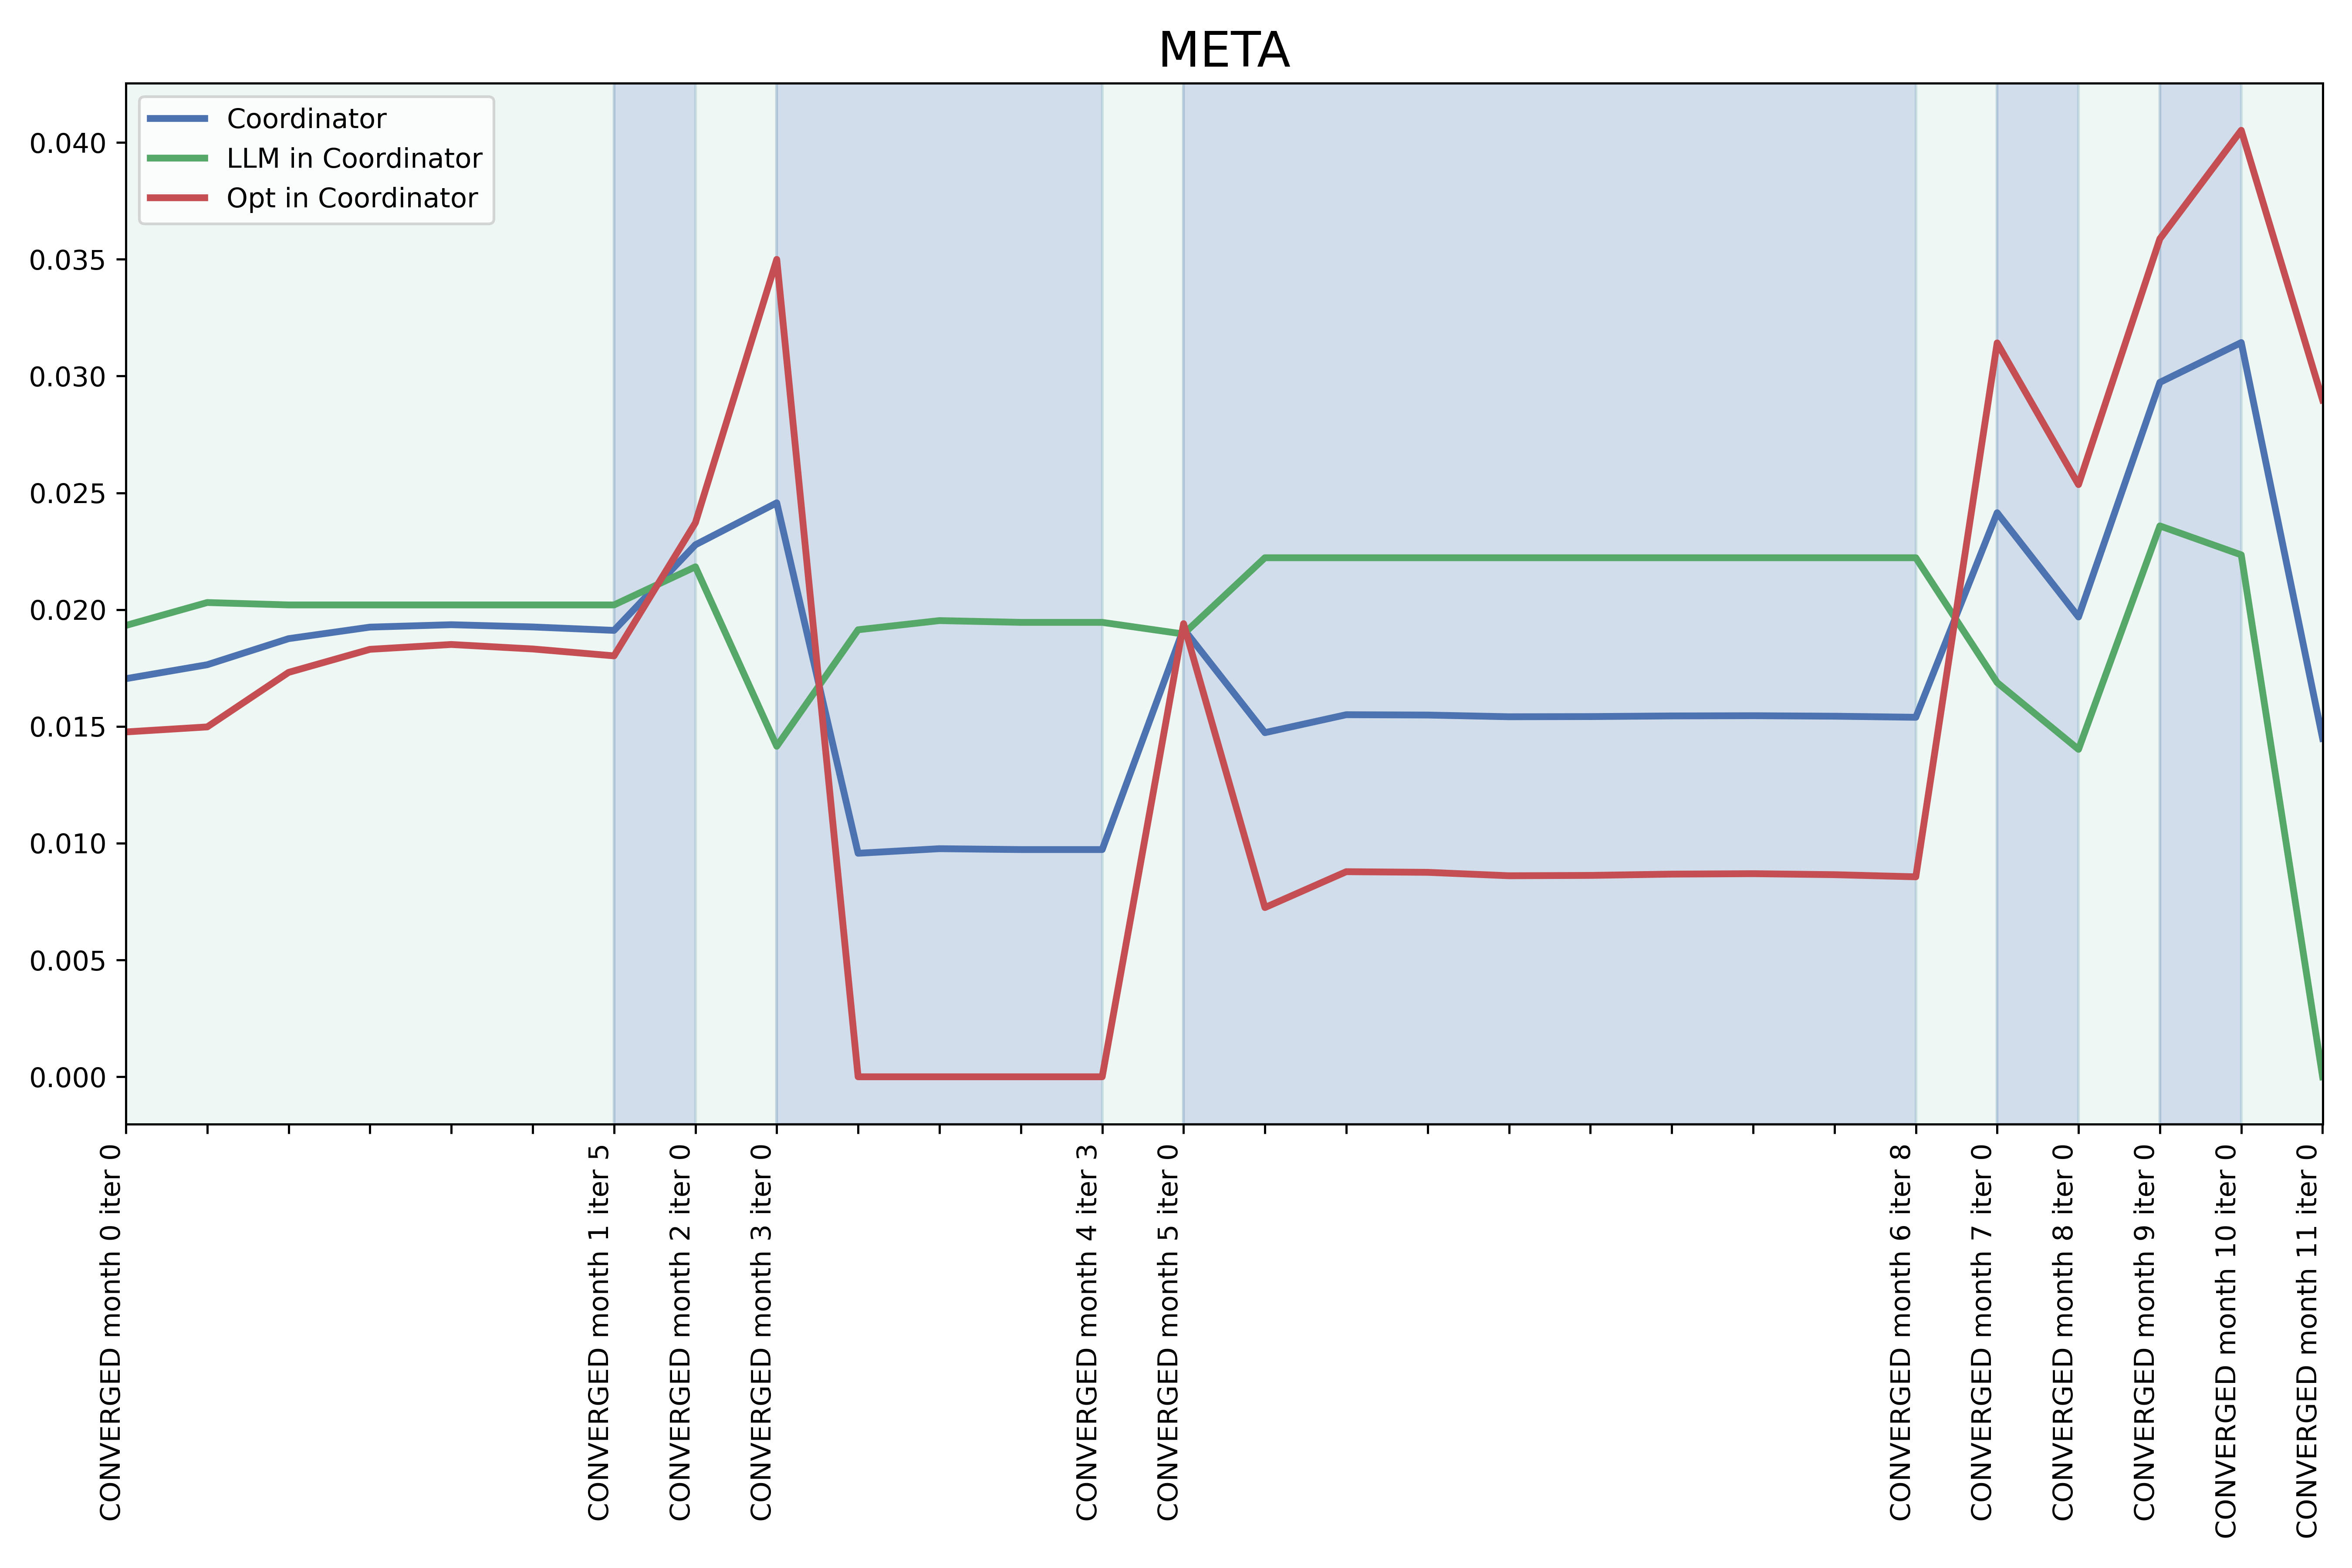 META
Coordinator
LLM in Coordinator
Opt in Coordinator
0.040
0.035
0.030
0.025
0.020
0.015
0.010
0.005
0.000
CONVERGED month 0 iter 0
CONVERGED month 1 iter 5
CONVERGED month 2 iter 0
CONVERGED month 3 iter 0
CONVERGED month 4 iter 3
CONVERGED month 5 iter 0
CONVERGED month 6 iter 8
CONVERGED month 7 iter 0
CONVERGED month 8 iter 0
CONVERGED month 9 iter 0
CONVERGED month 10 iter 0
CONVERGED month 11 iter 0